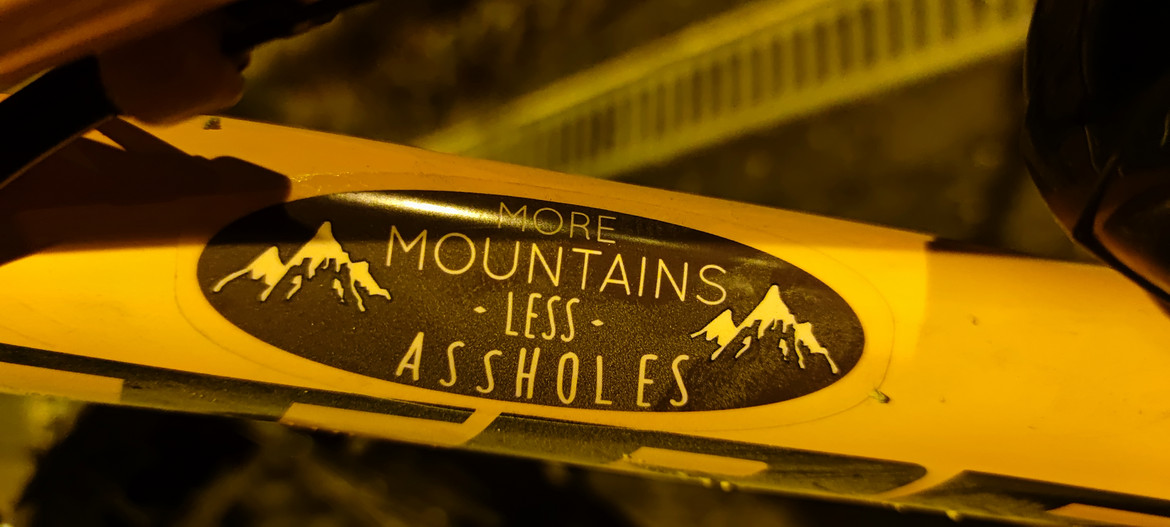 MORE
MOUNTAINS
· LESS ·
ASSHOLES